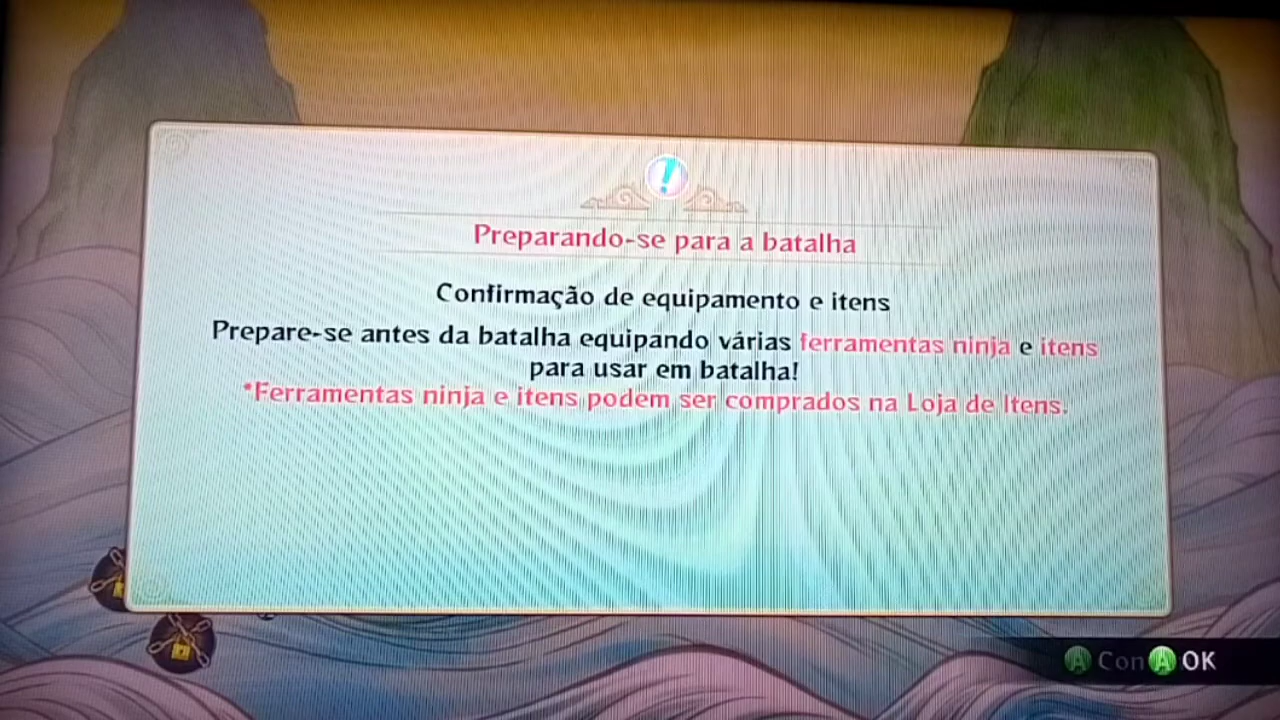 Preparando-se para a batalha
Confirmação de equipamento e itens
Prepare-se antes da batalha equipando várias ferramentas ninja e itens
para usar em batalha!
*Ferramentas ninja e itens podem ser comprados na Loja de Itens.
A Con A OK